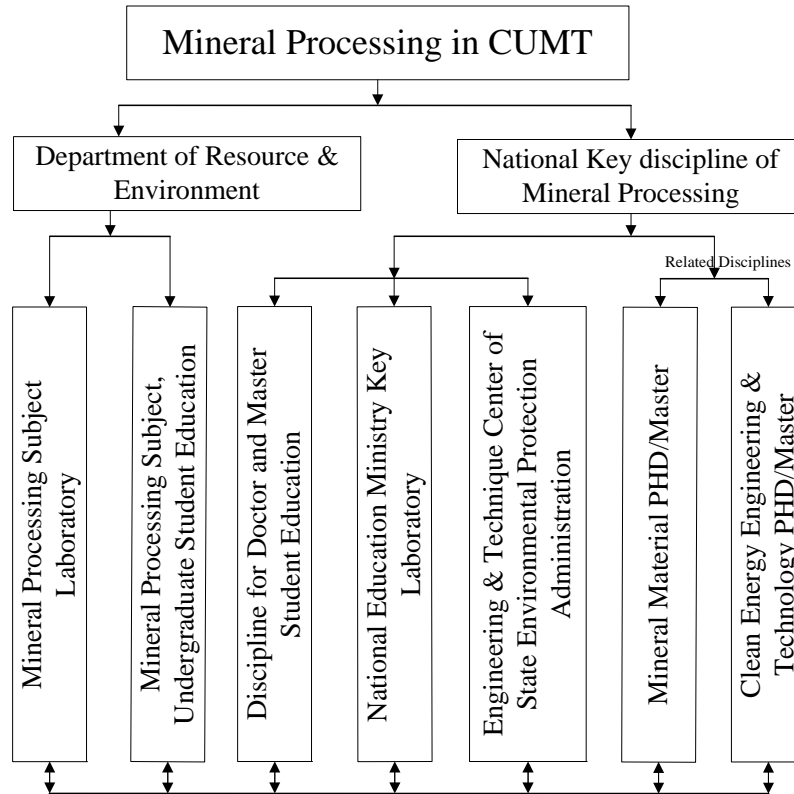 Mineral Processing in CUMT
Department of Resource &
Environment
National Key discipline of
Mineral Processing
Related Disciplines
Mineral Processing Subject
Laboratory
Mineral Processing Subject,
Undergraduate Student Education
Discipline for Doctor and Master
Student Education
National Education Ministry Key
Laboratory
Engineering & Technique Center of
State Environmental Protection
Administration
Mineral Material PHD/Master
Clean Energy Engineering &
Technology PHD/Master